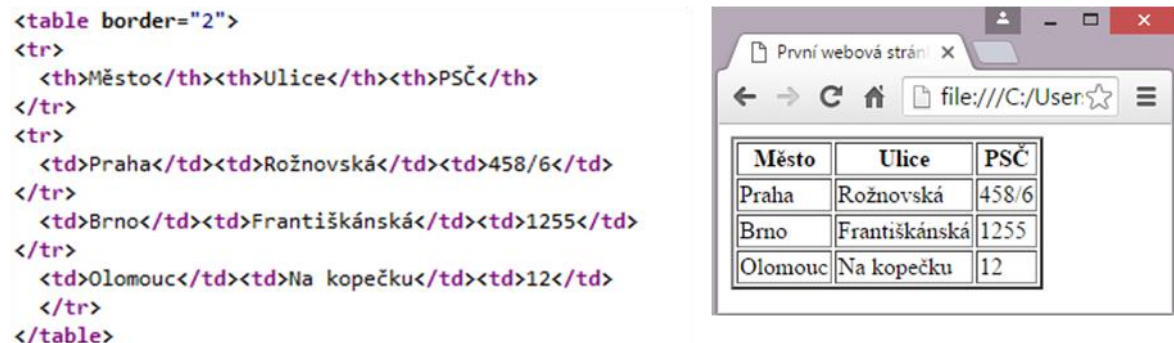 <table border="2">
<tr>
<th>Město</th><th>Ulice</th><th>PSČ</th>
</tr>
<tr>
<td>Praha</td><td>Rožnovská</td><td>458/6</td>
</tr>
<td>Brno</td><td>Františkánská</td><td>1255</td>
</tr>
<td>Olomouc</td><td>Na kopečku</td><td>12</td>
</tr>
</table>
První webová strán
file:///C:/User
Město Ulice PSČ
Praha Rožnovská 458/6
Brno Františkánská 1255
Olomouc Na kopečku 12